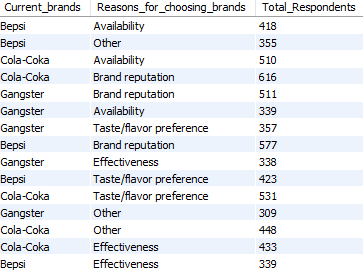 Current_brands Reasons_for_choosing_brands Total_Respondents
Bepsi Availability 418
Bepsi Other 355
Cola-Coka Availability 510
Cola-Coka Brand reputation 616
Gangster Brand reputation 511
Gangster Availability 339
Gangster Taste/flavor preference 357
Bepsi Brand reputation 577
Gangster Effectiveness 338
Bepsi Taste/flavor preference 423
Cola-Coka Taste/flavor preference 531
Gangster Other 309
Cola-Coka Other 448
Cola-Coka Effectiveness 433
Bepsi Effectiveness 339